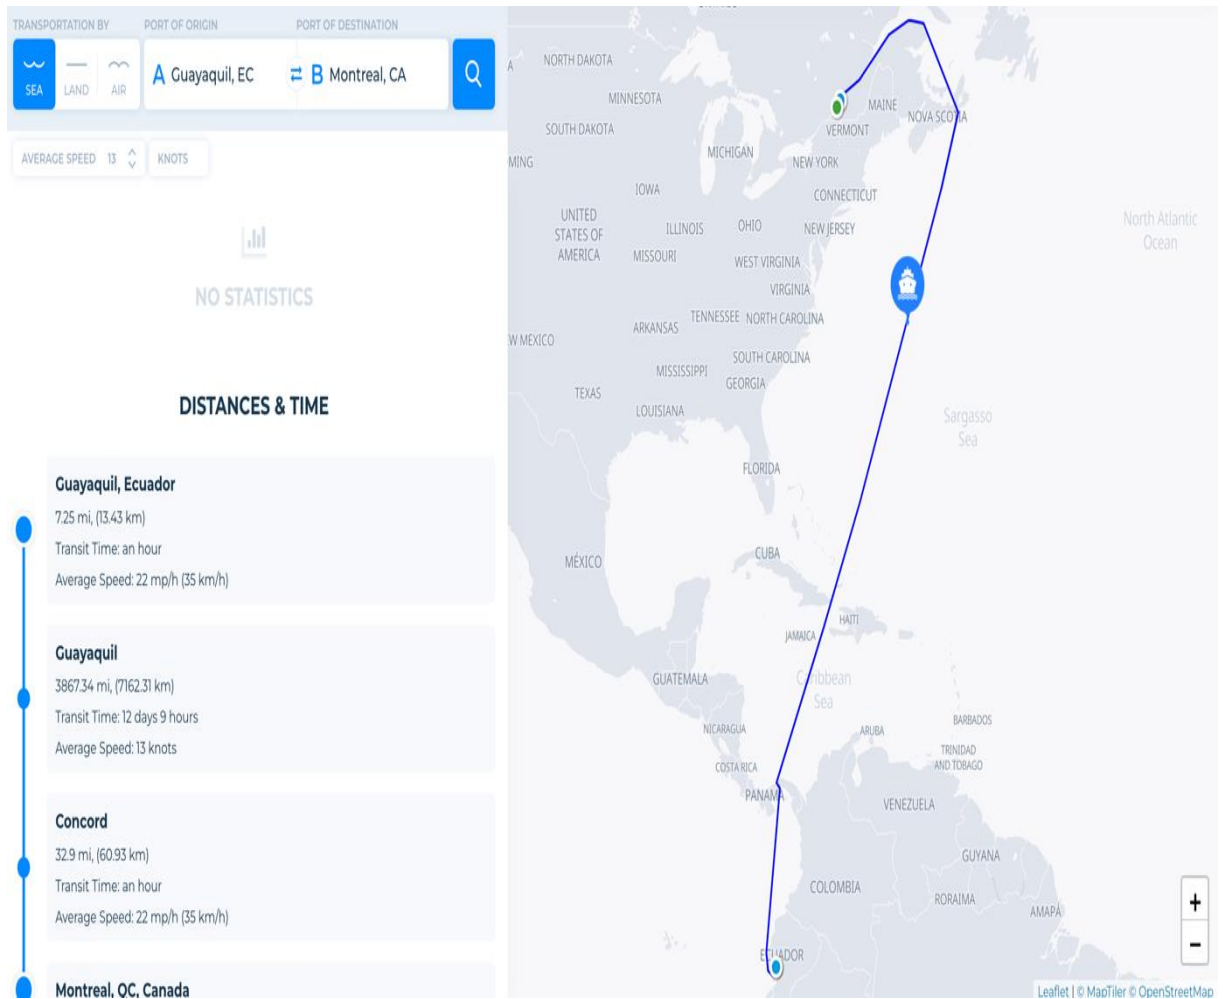 TRANSPORTATION BY
PORT OF ORIGIN
PORT OF DESTINATION
SEA
LAND
AIR
A Guayaquil, EC
B Montreal, CA
AVERAGE SPEED 13
KNOTS
NO STATISTICS
DISTANCES & TIME
Guayaquil, Ecuador
7.25 mi, (13.43 km)
Transit Time: an hour
Average Speed: 22 mp/h (35 km/h)
Guayaquil
3867.34 mi, (7162.31 km)
Transit Time: 12 days 9 hours
Average Speed: 13 knots
Concord
32.9 mi, (60.93 km)
Transit Time: an hour
Average Speed: 22 mp/h (35 km/h)
Montreal, QC, Canada
NORTH DAKOTA
MINNESOTA
SOUTH DAKOTA
MAINE
NOVA SCOTIA
VERMONT
MICHIGAN
NEW YORK
MING
IOWA
CONNECTICUT
UNITED
STATES OF
AMERICA
ILLINOIS
OHIO
NEW JERSEY
North Atlantic
Ocean
MISSOURI
WEST VIRGINIA
VIRGINIA
TENNESSEE
NORTH CAROLINA
ARKANSAS
EW MEXICO
SOUTH CAROLINA
MISSISSIPPI
GEORGIA
TEXAS
LOUISIANA
Sargasso
Sea
FLORIDA
CUBA
MÉXICO
HAITI
JAMAICA
GUATEMALA
Caribbean
Sea
NICARAGUA
ARUBA
BARBADOS
COSTA RICA
TRINIDAD
AND TOBAGO
PANAMA
VENEZUELA
GUYANA
COLOMBIA
RORAIMA
AMAPÁ
ECUADOR
+
−
Leaflet | © MapTiler © OpenStreetMap